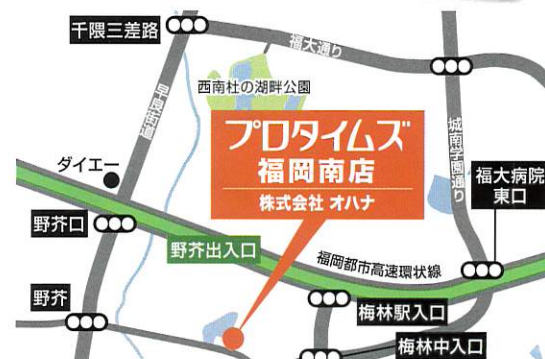 千隈三差路
福大通り
西南杜の湖畔公園
早良街道
プロタイムズ
福岡南店
株式会社 オハナ
城南学園通り
ダイエー
福大病院
東口
野芥口
野芥出入口
福岡都市高速環状線
野芥
梅林駅入口
梅林中入口